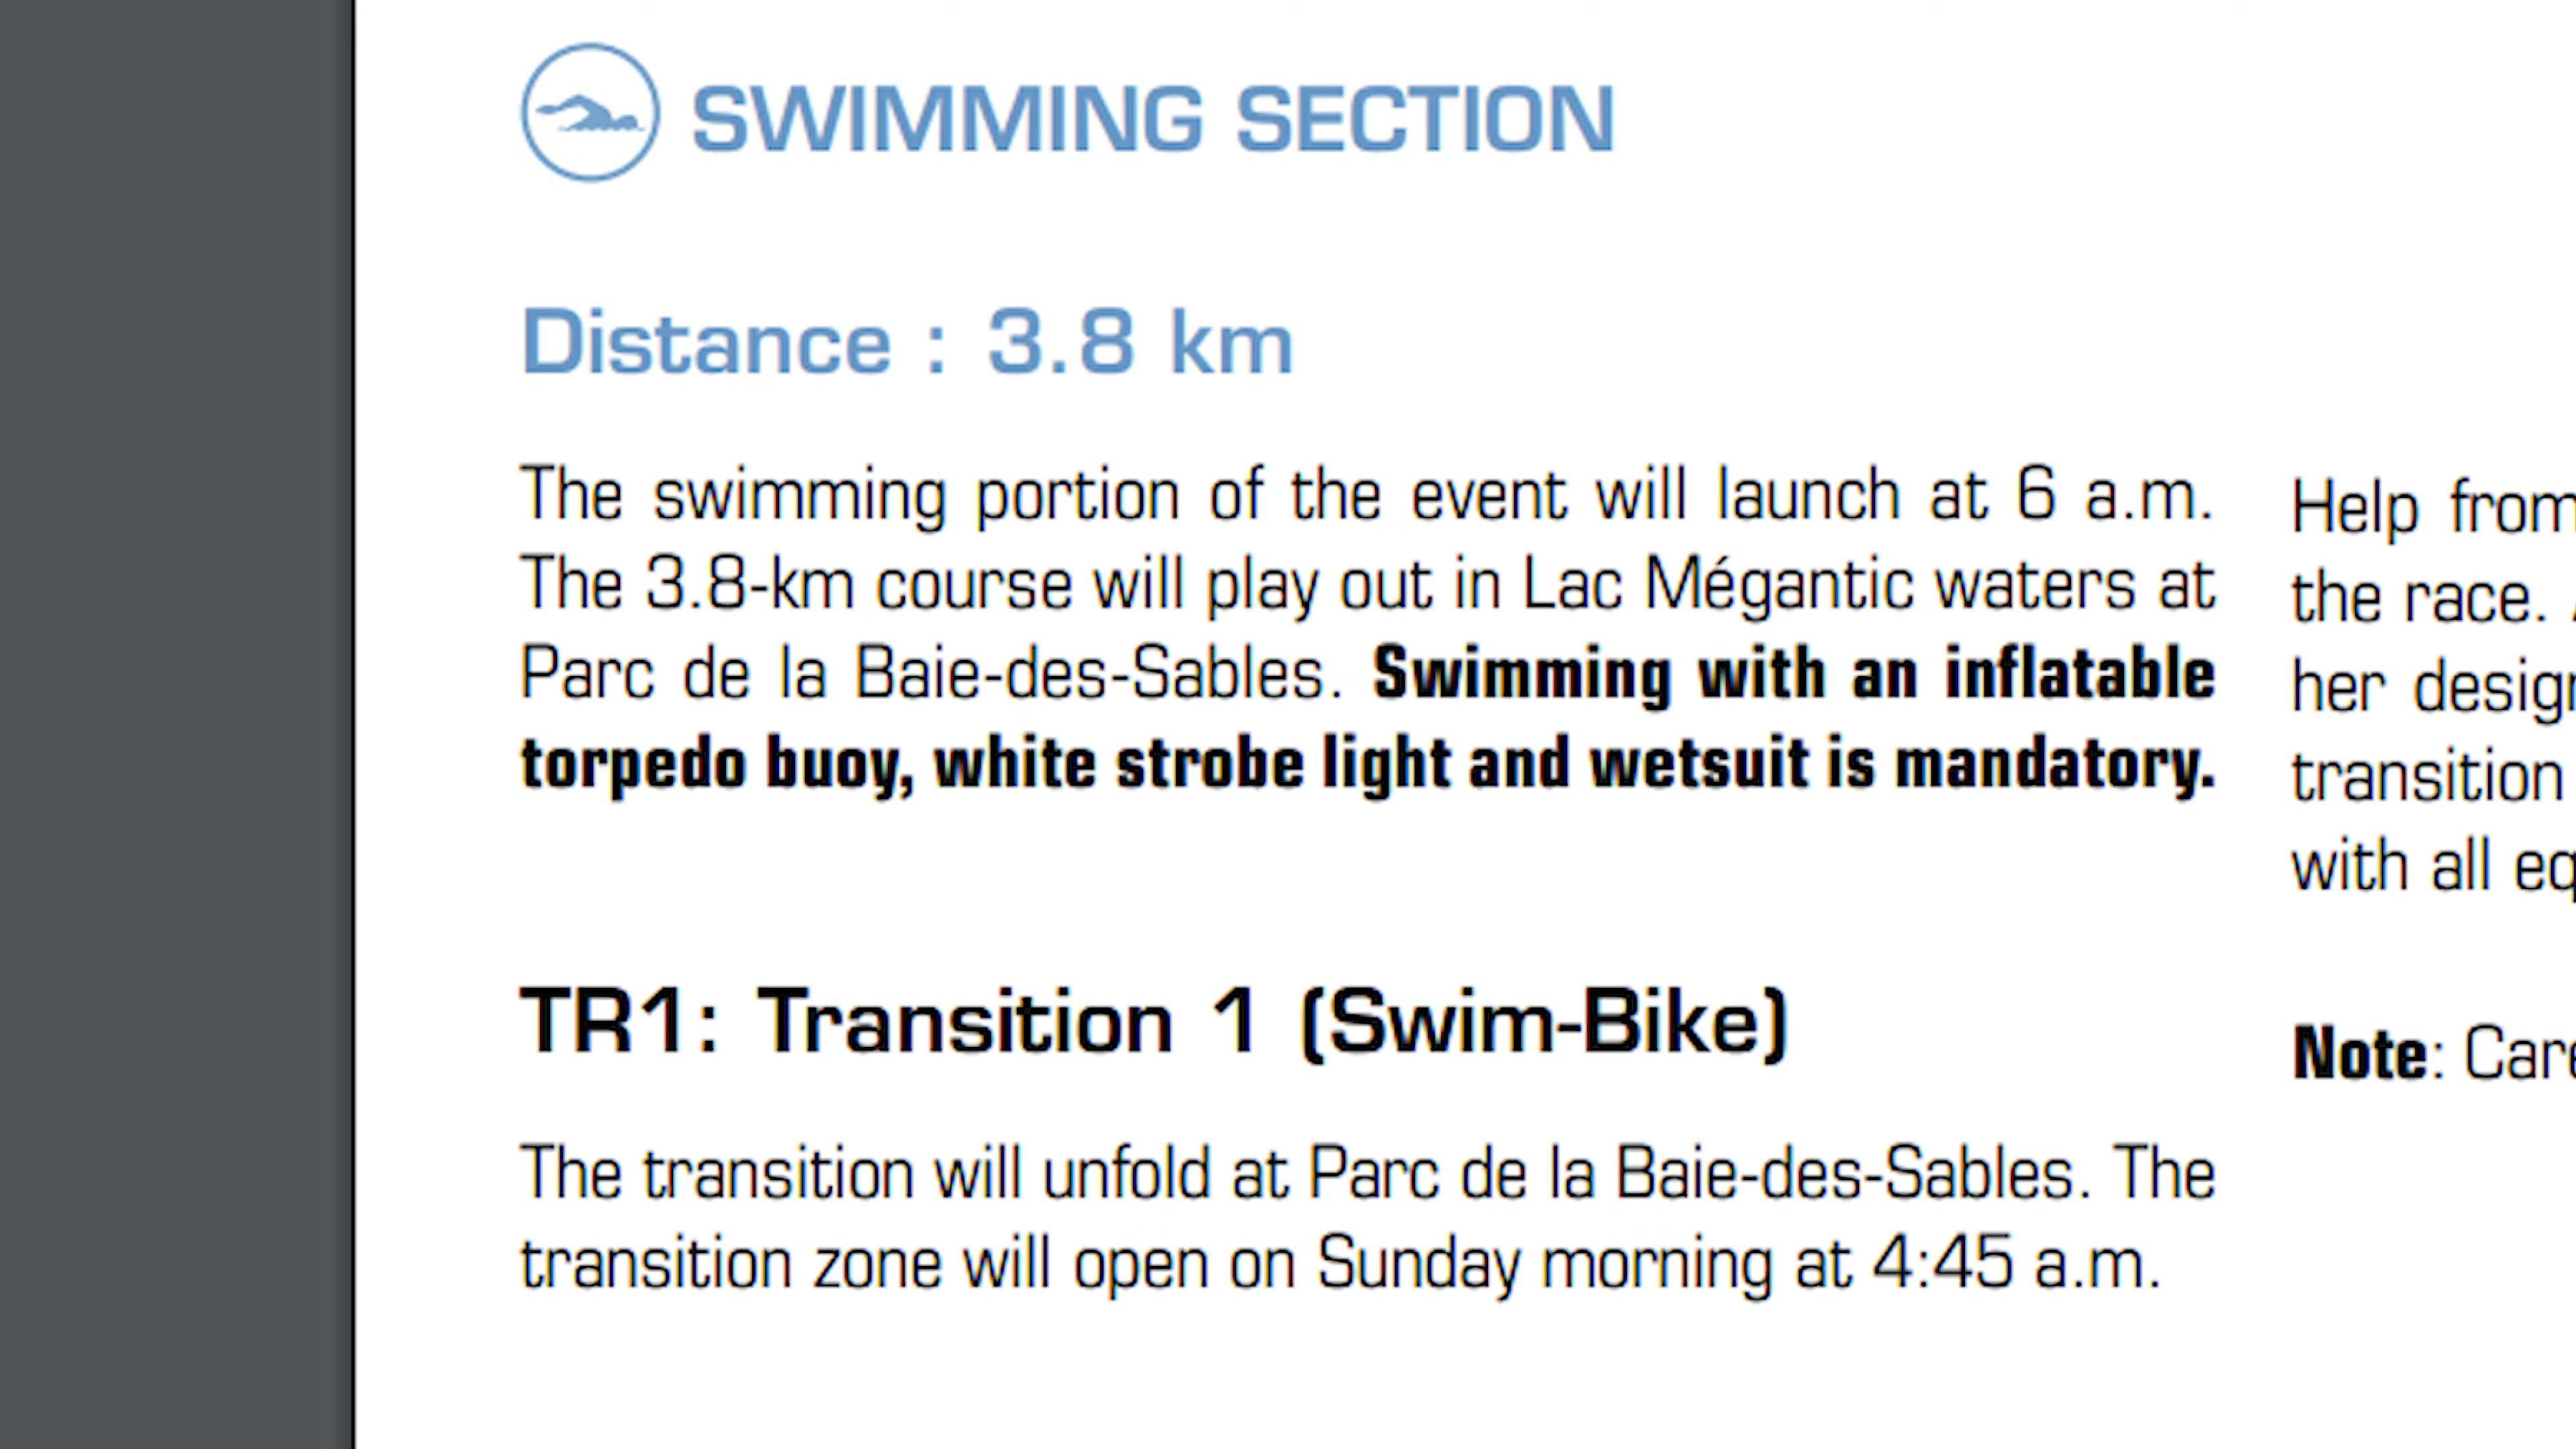 SWIMMING SECTION
Distance : 3.8 km
The swimming portion of the event will launch at 6 a.m.
The 3.8-km course will play out in Lac Mégantic waters at
Parc de la Baie-des-Sables. Swimming with an inflatable
torpedo buoy, white strobe light and wetsuit is mandatory.
TR1: Transition 1 (Swim-Bike)
The transition will unfold at Parc de la Baie-des-Sables. The
transition zone will open on Sunday morning at 4:45 a.m.
Help from
the race.
her
transition
with all
Note: